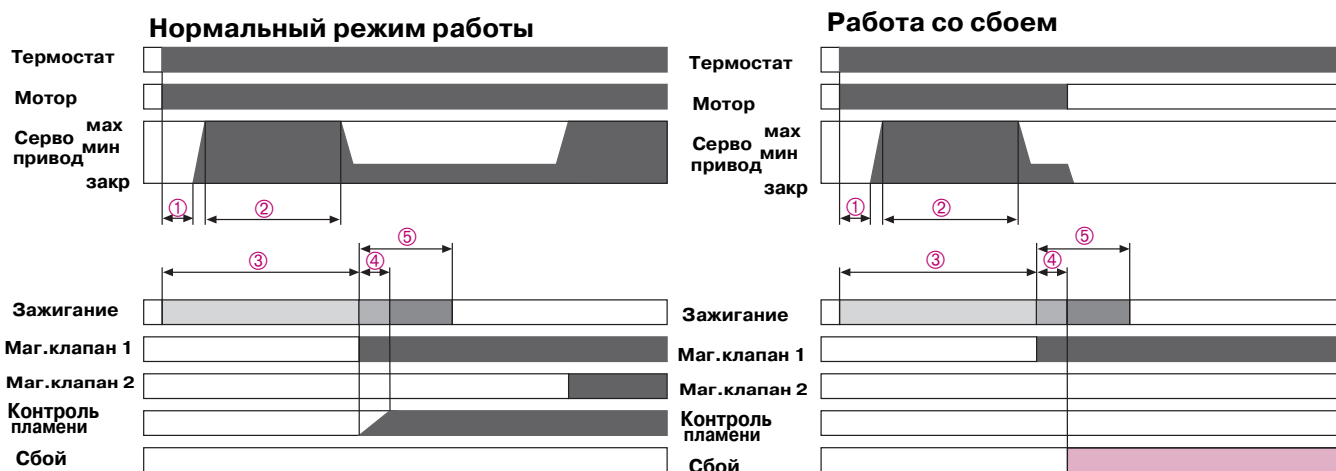 Нормальный режим работы
Термостат
Мотор
Серво
привод
мах
мин
закр
①
②
③
④
⑤
Зажигание
Маг.клапан 1
Маг.клапан 2
Контроль
пламени
Сбой
Работа со сбоем
Термостат
Мотор
Серво
привод
мах
мин
закр
①
②
③
④
⑤
Зажигание
Маг.клапан 1
Маг.клапан 2
Контроль
пламени
Сбой